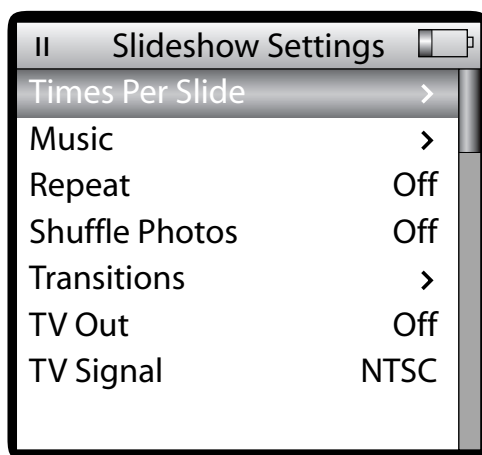 Slideshow Settings
Times Per Slide >
Music >
Repeat Off
Shuffle Photos Off
Transitions >
TV Out Off
TV Signal NTSC